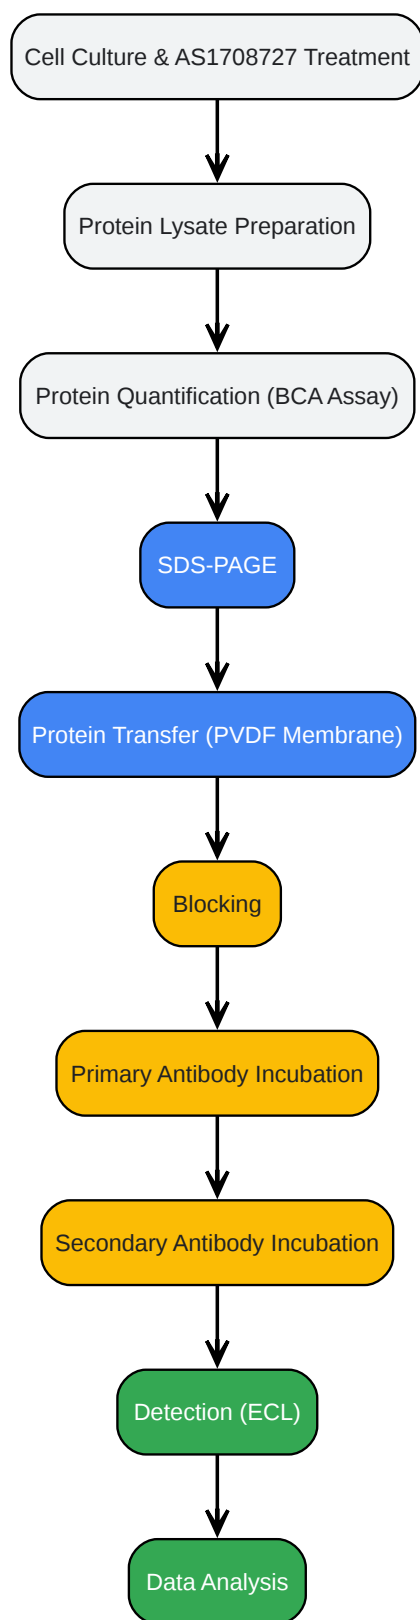 Cell Culture & AS1708727 Treatment
Protein Lysate Preparation
Protein Quantification (BCA Assay)
SDS-PAGE
Protein Transfer (PVDF Membrane)
Blocking
Primary Antibody Incubation
Secondary Antibody Incubation
Detection (ECL)
Data Analysis